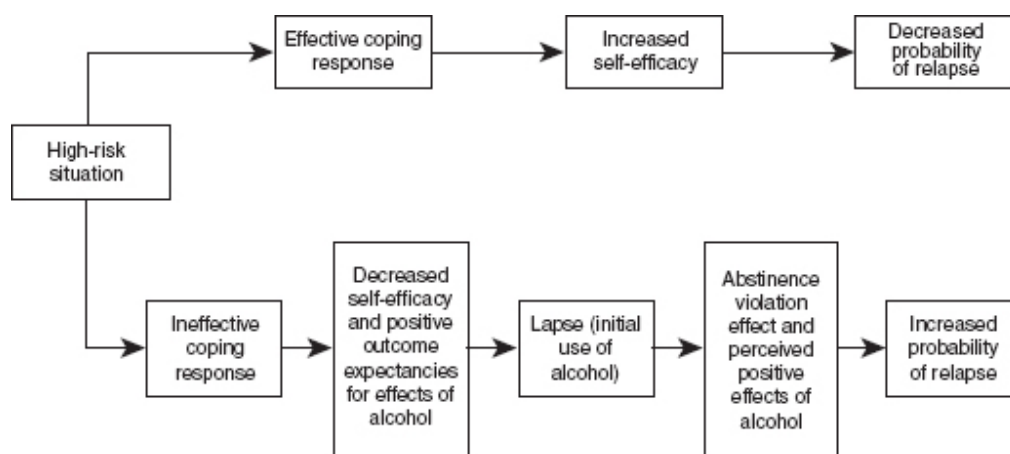 Effective coping
response
Increased
self-efficacy
Decreased
probability
of relapse
High-risk
situation
Ineffective
coping
response
Decreased
self-efficacy
and positive
outcome
expectancies
for effects of
alcohol
Lapse (initial
use of
alcohol)
Abstinence
violation
effect and
perceived
positive
effects of
alcohol
Increased
probability
of relapse